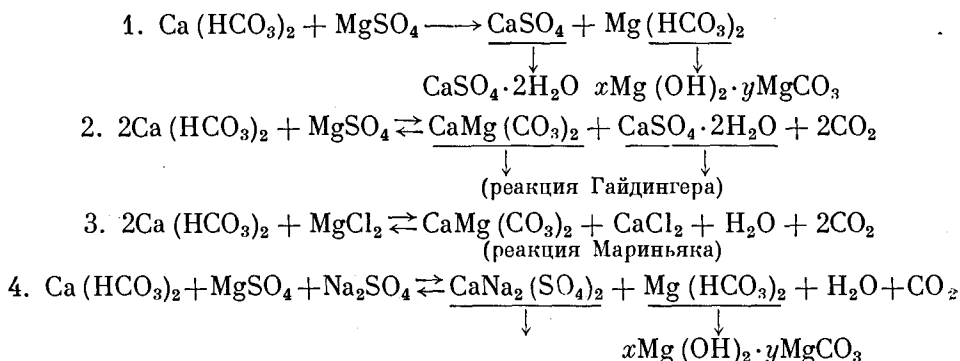 1. Ca (HCO₃)₂ + MgSO₄ ⟶ CaSO₄ + Mg (HCO₃)₂
↓ ↓
CaSO₄·2H₂O xMg (OH)₂·yMgCO₃
2. 2Ca (HCO₃)₂ + MgSO₄ ⇄ CaMg (CO₃)₂ + CaSO₄·2H₂O + 2CO₂
↓ ↓
(реакция Гайдингера)
3. 2Ca (HCO₃)₂ + MgCl₂ ⇄ CaMg (CO₃)₂ + CaCl₂ + H₂O + 2CO₂
(реакция Мариньяка)
4. Ca (HCO₃)₂+MgSO₄+Na₂SO₄ ⇄ CaNa₂ (SO₄)₂ + Mg (HCO₃)₂ + H₂O+CO₂
↓ ↓
xMg (OH)₂·yMgCO₃